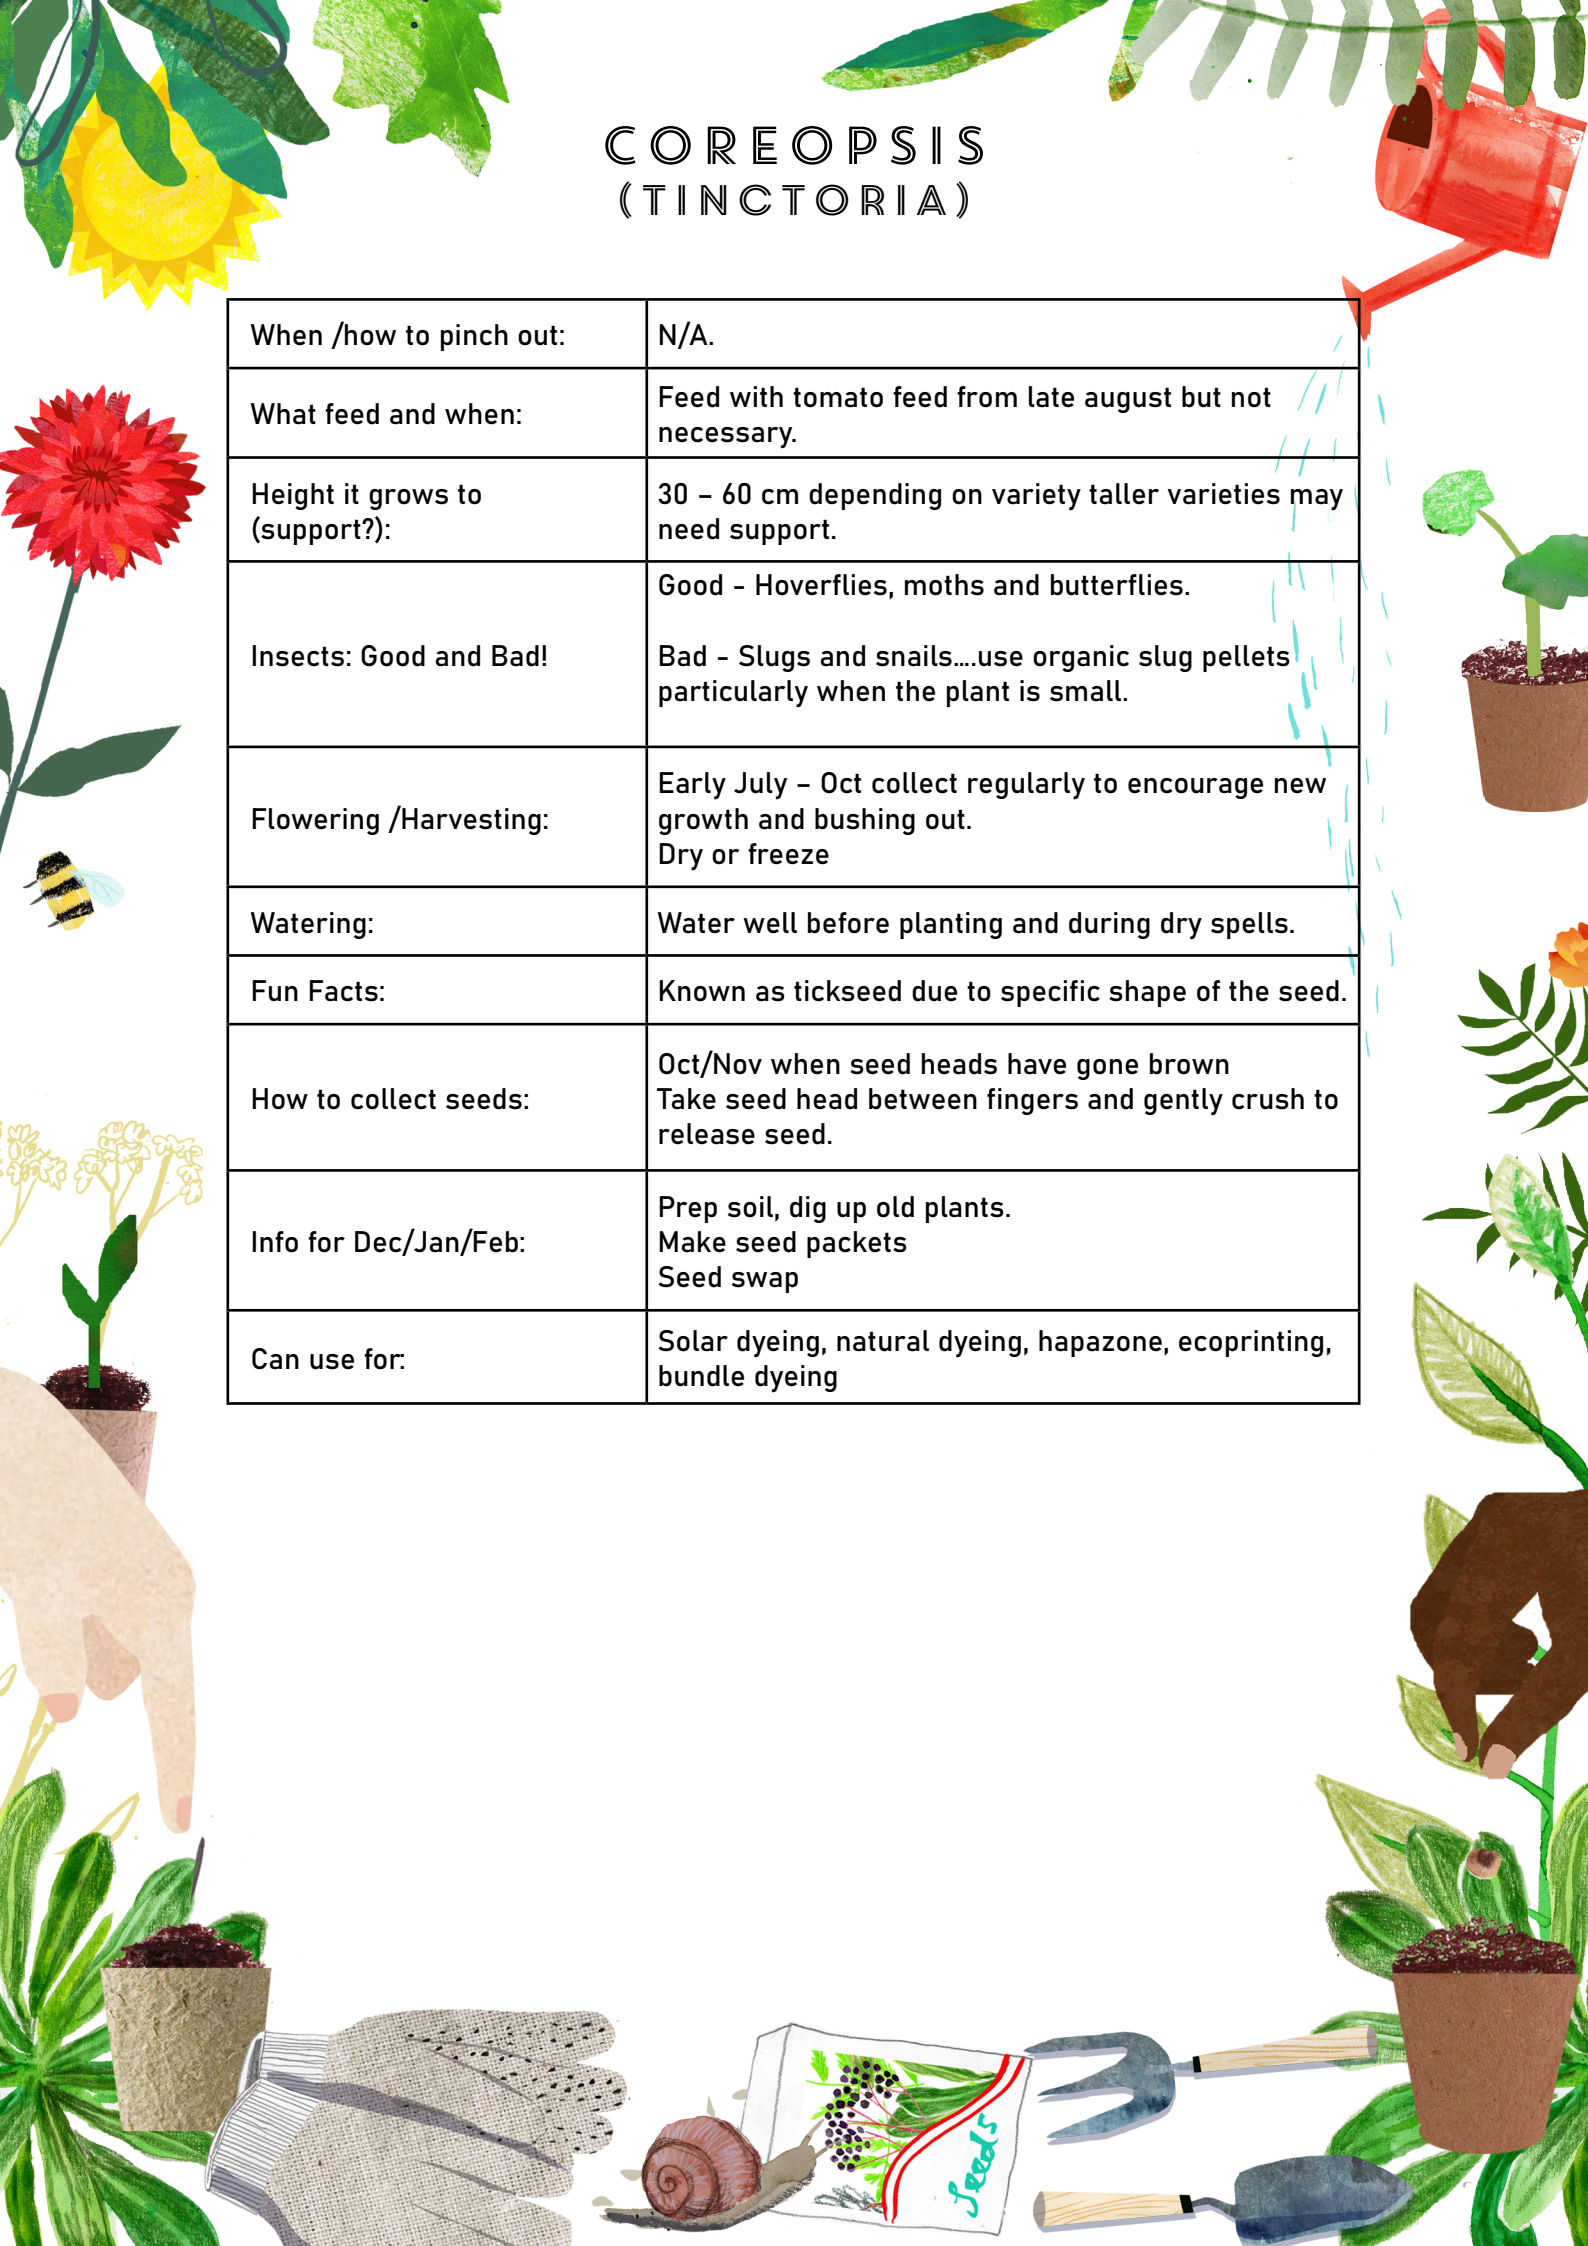 COREOPSIS
(TINCTORIA)
When /how to pinch out:
N/A.
What feed and when:
Feed with tomato feed from late august but not
necessary.
Height it grows to
(support?):
30 – 60 cm depending on variety taller varieties may
need support.
Insects: Good and Bad!
Good - Hoverflies, moths and butterflies.
Bad - Slugs and snails....use organic slug pellets
particularly when the plant is small.
Flowering /Harvesting:
Early July – Oct collect regularly to encourage new
growth and bushing out.
Dry or freeze
Watering:
Water well before planting and during dry spells.
Fun Facts:
Known as tickseed due to specific shape of the seed.
How to collect seeds:
Oct/Nov when seed heads have gone brown
Take seed head between fingers and gently crush to
release seed.
Info for Dec/Jan/Feb:
Prep soil, dig up old plants.
Make seed packets
Seed swap
Can use for:
Solar dyeing, natural dyeing, hapazone, ecoprinting,
bundle dyeing
Seeds